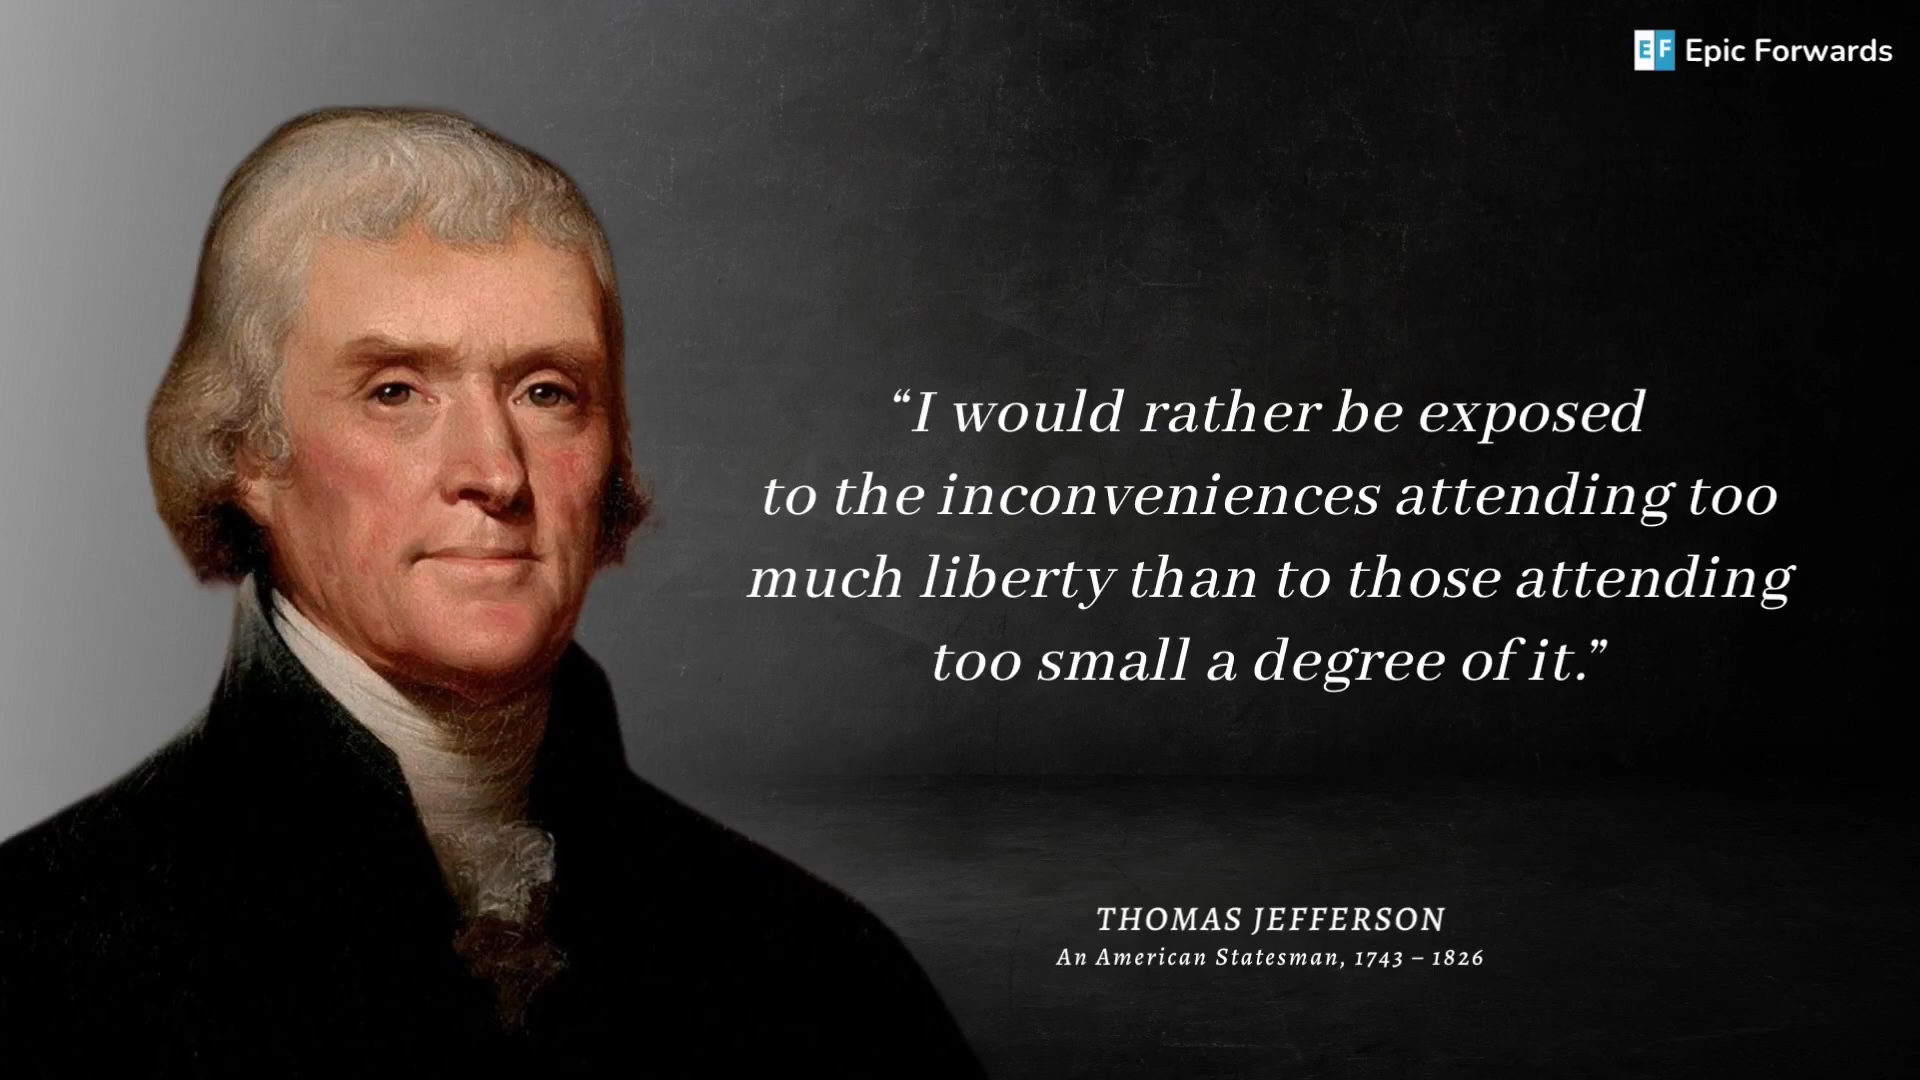 EF Epic Forwards
“I would rather be exposed
to the inconveniences attending too
much liberty than to those attending
too small a degree of it.”
THOMAS JEFFERSON
An American Statesman, 1743 – 1826